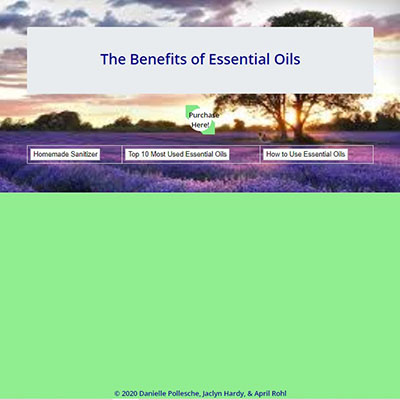 The Benefits of Essential Oils
Purchase
Here!
Homemade Sanitizer
Top 10 Most Used Essential Oils
How to Use Essential Oils
© 2020 Danielle Pollesche, Jaclyn Hardy, & April Rohl